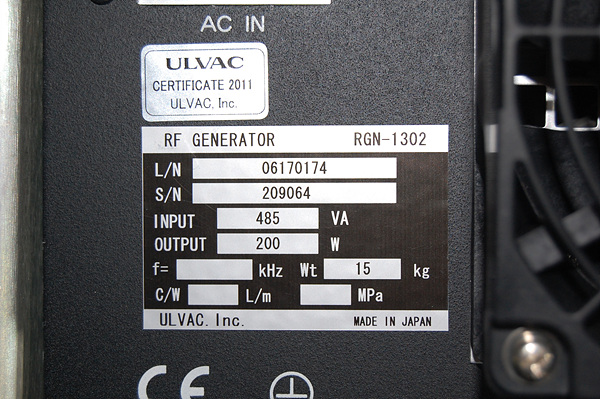 AC IN
ULVAC
CERTIFICATE 2011
ULVAC, Inc.
RF GENERATOR RGN-1302
L/N 06170174
S/N 209064
INPUT 485 VA
OUTPUT 200 W
f= kHz Wt 15 kg
C/W L/m MPa
ULVAC. Inc. MADE IN JAPAN
CE